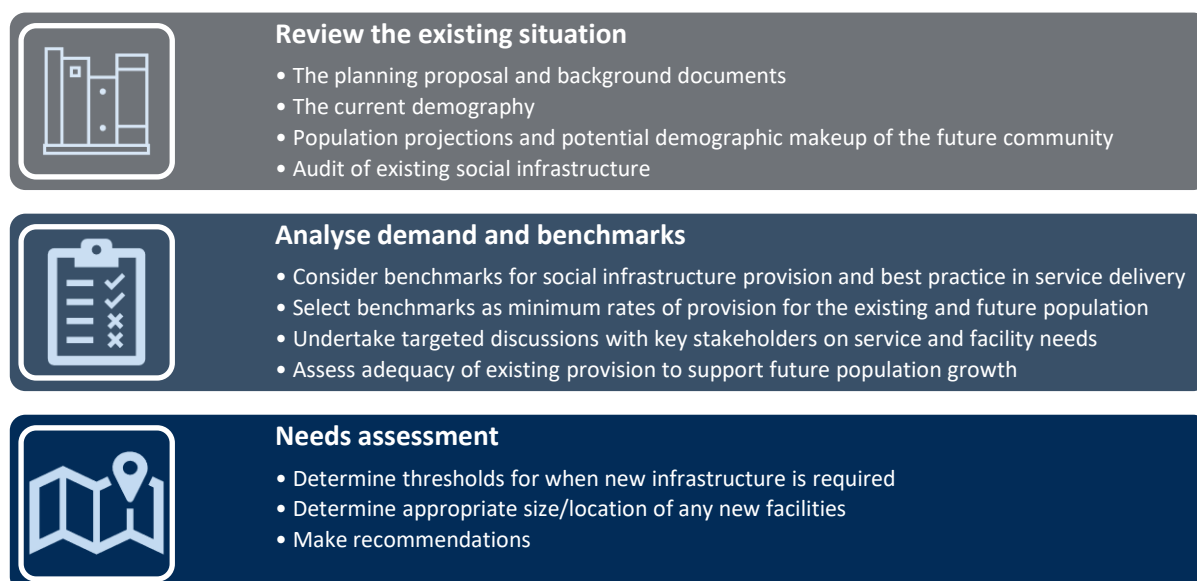 Review the existing situation
• The planning proposal and background documents
• The current demography
• Population projections and potential demographic makeup of the future community
• Audit of existing social infrastructure
Analyse demand and benchmarks
• Consider benchmarks for social infrastructure provision and best practice in service delivery
• Select benchmarks as minimum rates of provision for the existing and future population
• Undertake targeted discussions with key stakeholders on service and facility needs
• Assess adequacy of existing provision to support future population growth
Needs assessment
• Determine thresholds for when new infrastructure is required
• Determine appropriate size/location of any new facilities
• Make recommendations